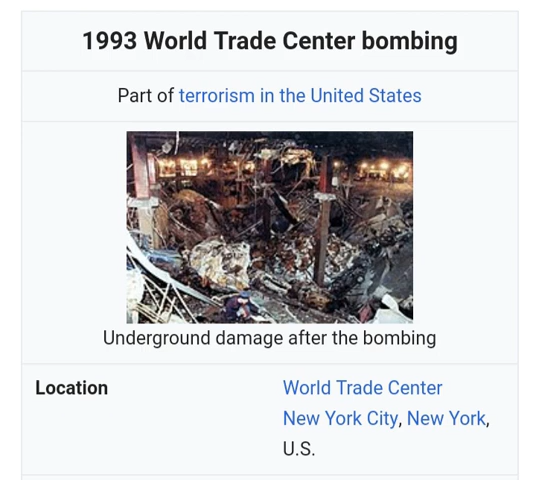 1993 World Trade Center bombing
Part of terrorism in the United States
Underground damage after the bombing
Location
World Trade Center
New York City, New York,
U.S.